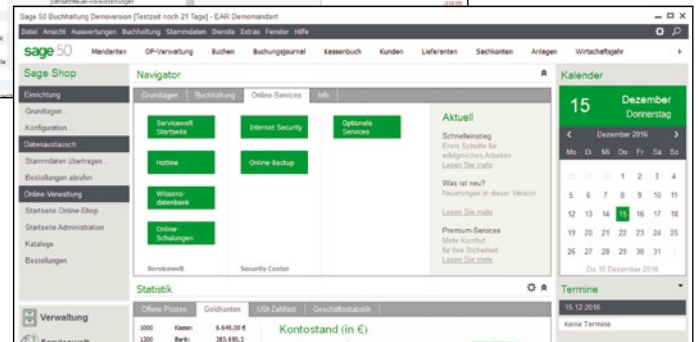 Sage 50 Buchhaltung Demoversion [Testzeit noch 21 Tage] - EAR Demomandant
Datei Ansicht Auswertungen Buchhaltung Stammdaten Dienste Extras Fenster Hilfe
sage 50 Mandanten OP-Verwaltung Buchen Buchungsjournal Kassenbuch Kunden Lieferanten Sachkonten Anlagen Wirtschaftsjahr
Sage Shop
Einrichtung
Grundlagen...
Konfiguration...
Datenaustausch
Stammdaten übertragen...
Bestellungen abrufen
Online-Verwaltung
Startseite Online-Shop
Startseite Administration
Kataloge
Bestellungen
Verwaltung
Servicewelt
Navigator
Grundlagen Buchhaltung Online-Services Info
Servicewelt
Startseite
Hotline
Wissens-
datenbank
Online-
Schulungen
Servicewelt
Internet Security
Online-Backup
Security Center
Optionale
Services
Aktuell
Schnelleinstieg
Erste Schritte für
erfolgreiches Arbeiten
Lesen Sie mehr
Was ist neu?
Neuerungen in dieser Version
Lesen Sie mehr
Premium-Services
Mehr Komfort
für Ihre Sicherheit
Lesen Sie mehr
Statistik
Offene Posten Geldkonten USt-Zahllast Geschäftsstatistik
1000 Kasse: 6.645,00 €
1200 Bank: 383.650,3
Kontostand (in €)
Kalender
15 Dezember
Donnerstag
Dezember 2016
Mo Di Mi Do Fr Sa So
1 2 3 4
5 6 7 8 9 10 11
12 13 14 15 16 17 18
19 20 21 22 23 24 25
26 27 28 29 30 31
Do 15 Dezember 2016
Termine
15.12.2016
Keine Termine